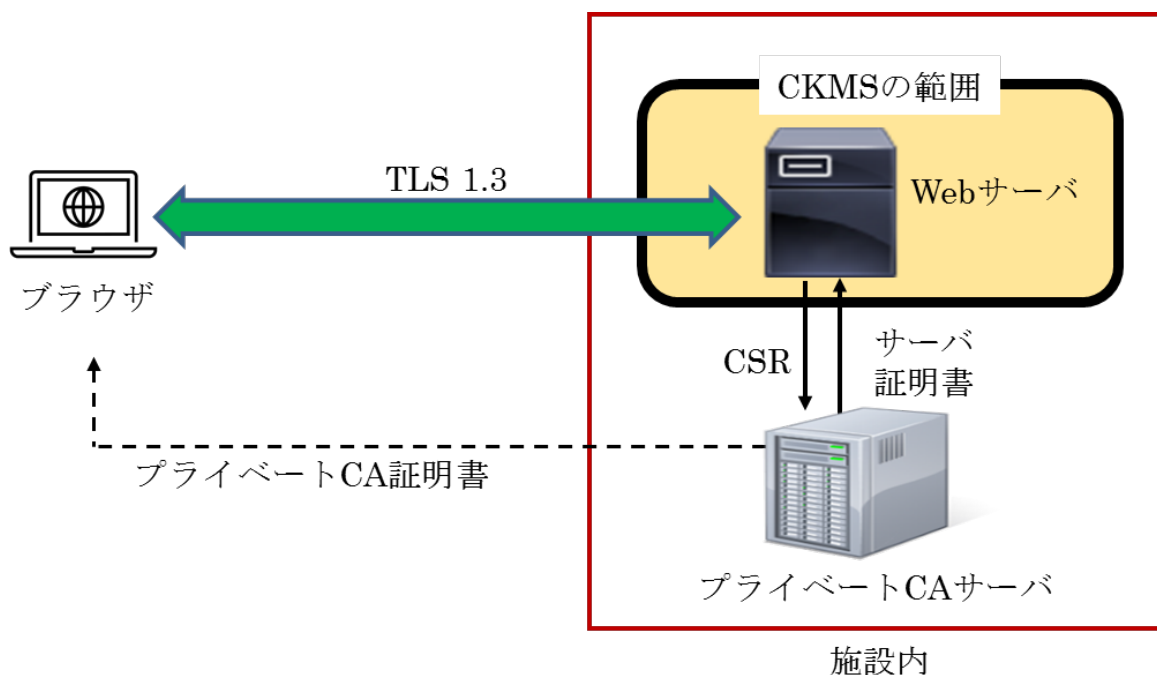 CKMSの範囲
TLS 1.3
Webサーバ
ブラウザ
CSR
サーバ
証明書
プライベートCA証明書
プライベートCAサーバ
施設内